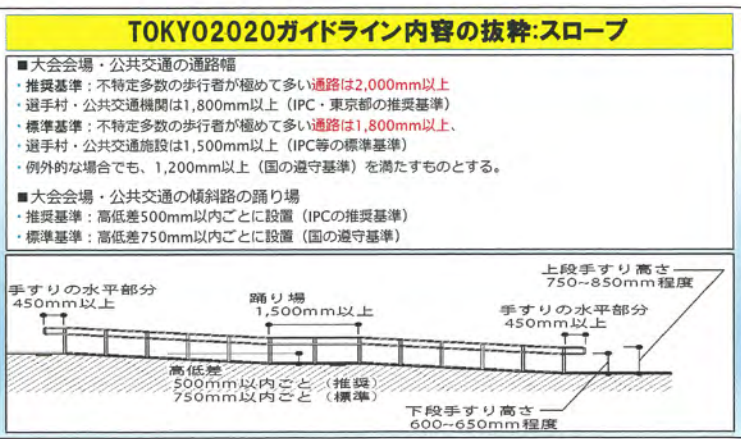 TOKYO2020ガイドライン内容の抜粋:スロープ
■大会会場・公共交通の通路幅
・推奨基準：不特定多数の歩行者が極めて多い通路は2,000mm以上
・選手村・公共交通機関は1,800mm以上（IPC・東京都の推奨基準）
・標準基準：不特定多数の歩行者が極めて多い通路は1,800mm以上、
・選手村・公共交通施設は1,500mm以上（IPC等の標準基準）
・例外的な場合でも、1,200mm以上（国の遵守基準）を満たすものとする。
■大会会場・公共交通の傾斜路の踊り場
・推奨基準：高低差500mm以内ごとに設置（IPCの推奨基準）
・標準基準：高低差750mm以内ごとに設置（国の遵守基準）
上段手すり高さ
750~850mm程度
手すりの水平部分
450mm以上
踊り場
1,500mm以上
手すりの水平部分
450mm以上
高低差
500mm以内ごと（推奨）
750mm以内ごと（標準）
下段手すり高さ
600~650mm程度